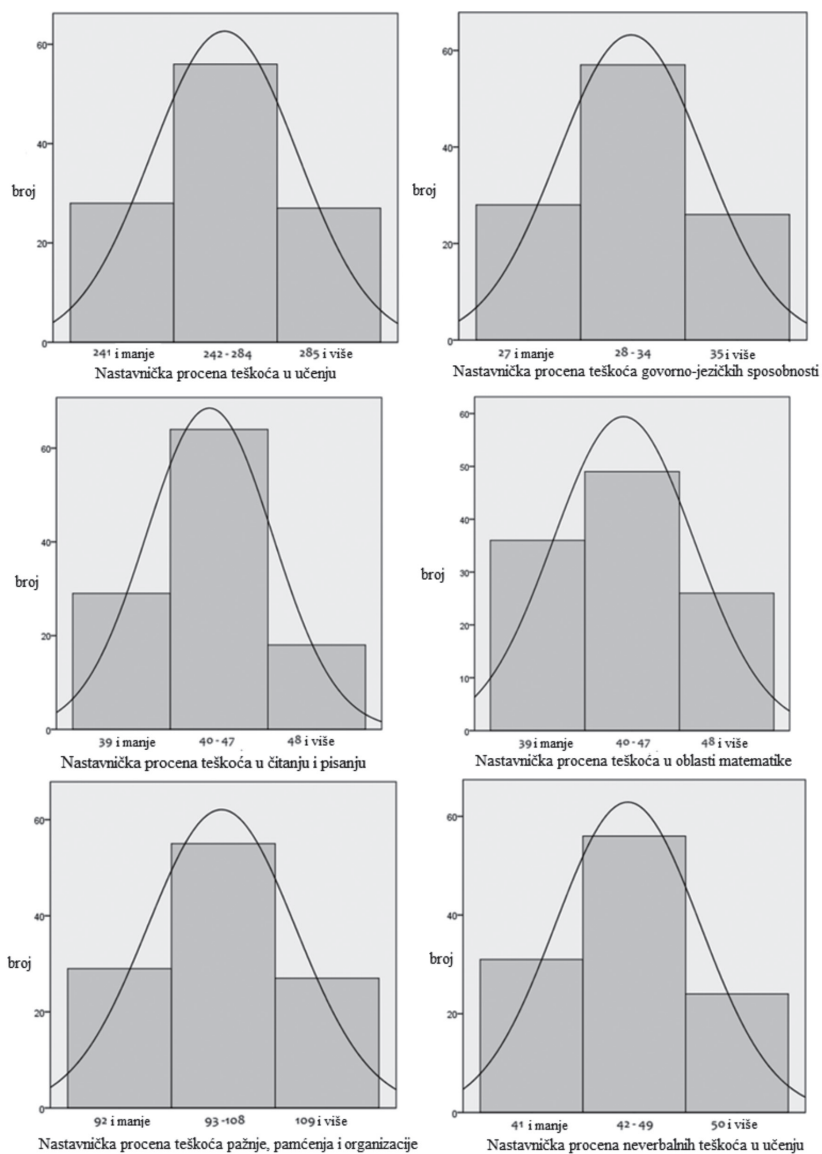 60
40
broj
20
0
241 i manje 242 - 284 285 i više
Nastavnička procena teškoća u učenju
60
40
broj
20
0
27 i manje 28 - 34 35 i više
Nastavnička procena teškoća govorno-jezičkih sposobnosti
60
40
broj
20
0
39 i manje 40 - 47 48 i više
Nastavnička procena teškoća u čitanju i pisanju
60
50
40
broj
30
20
10
0
39 i manje 40 - 47 48 i više
Nastavnička procena teškoća u oblasti matematike
60
40
broj
20
0
92 i manje 93 -108 109 i više
Nastavnička procena teškoća pažnje, pamćenja i organizacije
60
40
broj
20
0
41 i manje 42 - 49 50 i više
Nastavnička procena neverbalnih teškoća u učenju